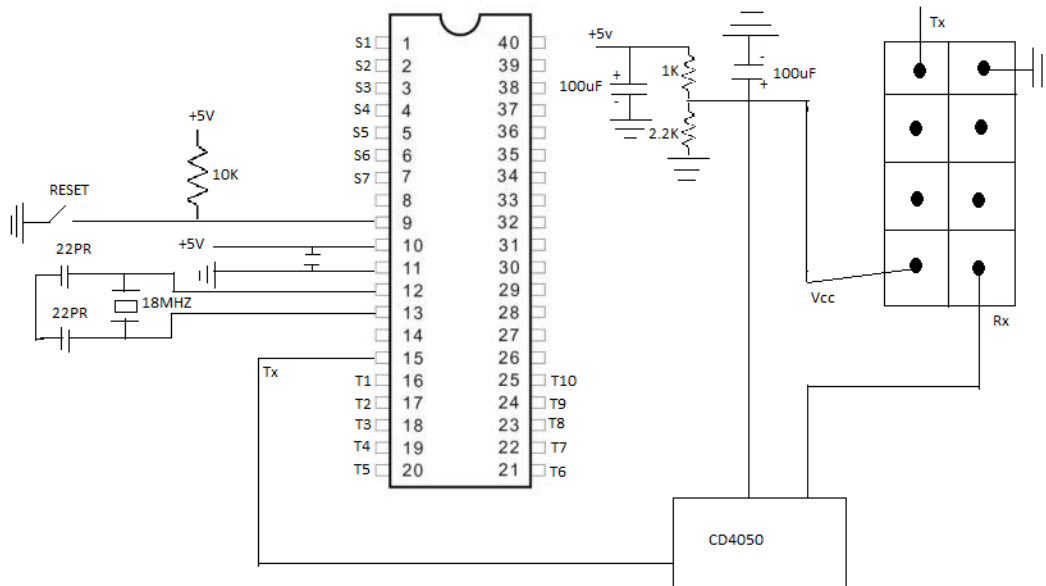 S1 1 40
S2 2 39
S3 3 38
S4 4 37
S5 5 36
S6 6 35
S7 7 34
8 33
9 32
10 31
11 30
12 29
13 28
14 27
15 26
T1 16 25 T10
T2 17 24 T9
T3 18 23 T8
T4 19 22 T7
T5 20 21 T6
+5V
10K
RESET
+5V
22PR
18MHZ
22PR
Tx
+5v
+
100uF
-
1K
2.2K
-
100uF
+
Tx
Vcc
Rx
CD4050